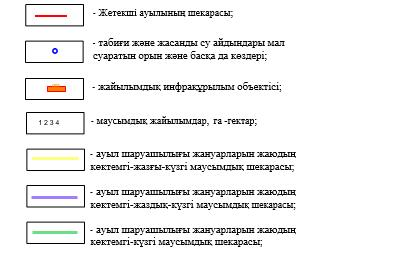 - Жетекші ауылының шекарасы;
- табиғи және жасанды су айдындары мал
суаратын орын және басқа да көздері;
- жайылымдық инфрақұрылым объектісі;
1 2 3 4
- маусымдық жайылымдар, га -гектар;
- ауыл шаруашылығы жануарларын жаюдың
көктемгі-жазғы-күзгі маусымдық шекарасы;
- ауыл шаруашылығы жануарларын жаюдың
көктемгі-жаздық-күзгі маусымдық шекарасы;
- ауыл шаруашылығы жануарларын жаюдың
көктемгі-күзгі маусымдық шекарасы;